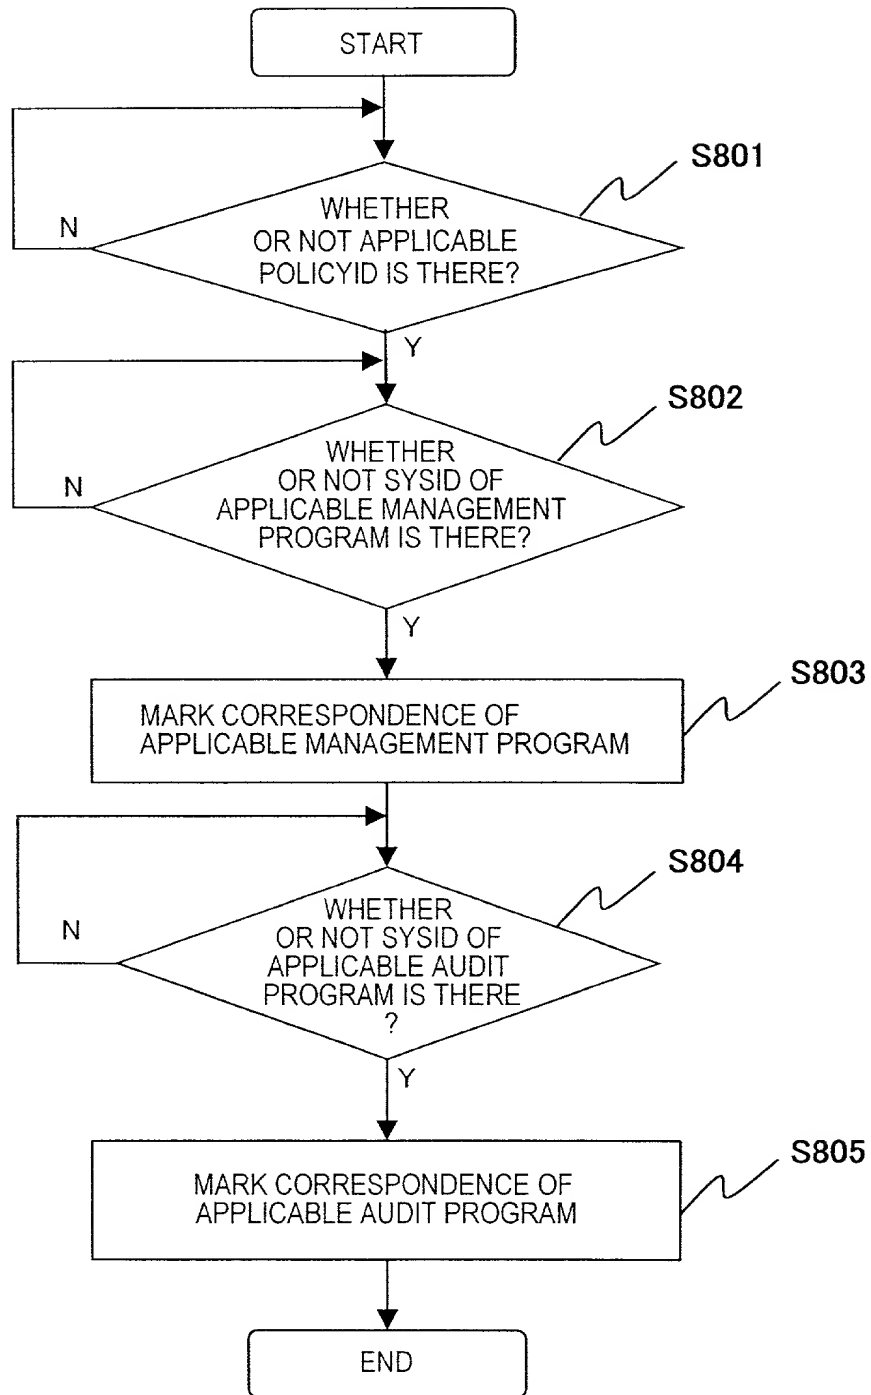 START
S801
WHETHER
OR NOT APPLICABLE
POLICYID IS THERE?
N
Y
S802
WHETHER
OR NOT SYSID OF
APPLICABLE MANAGEMENT
PROGRAM IS THERE?
N
Y
S803
MARK CORRESPONDENCE OF
APPLICABLE MANAGEMENT PROGRAM
S804
WHETHER
OR NOT SYSID OF
APPLICABLE AUDIT
PROGRAM IS THERE
?
N
Y
S805
MARK CORRESPONDENCE OF
APPLICABLE AUDIT PROGRAM
END